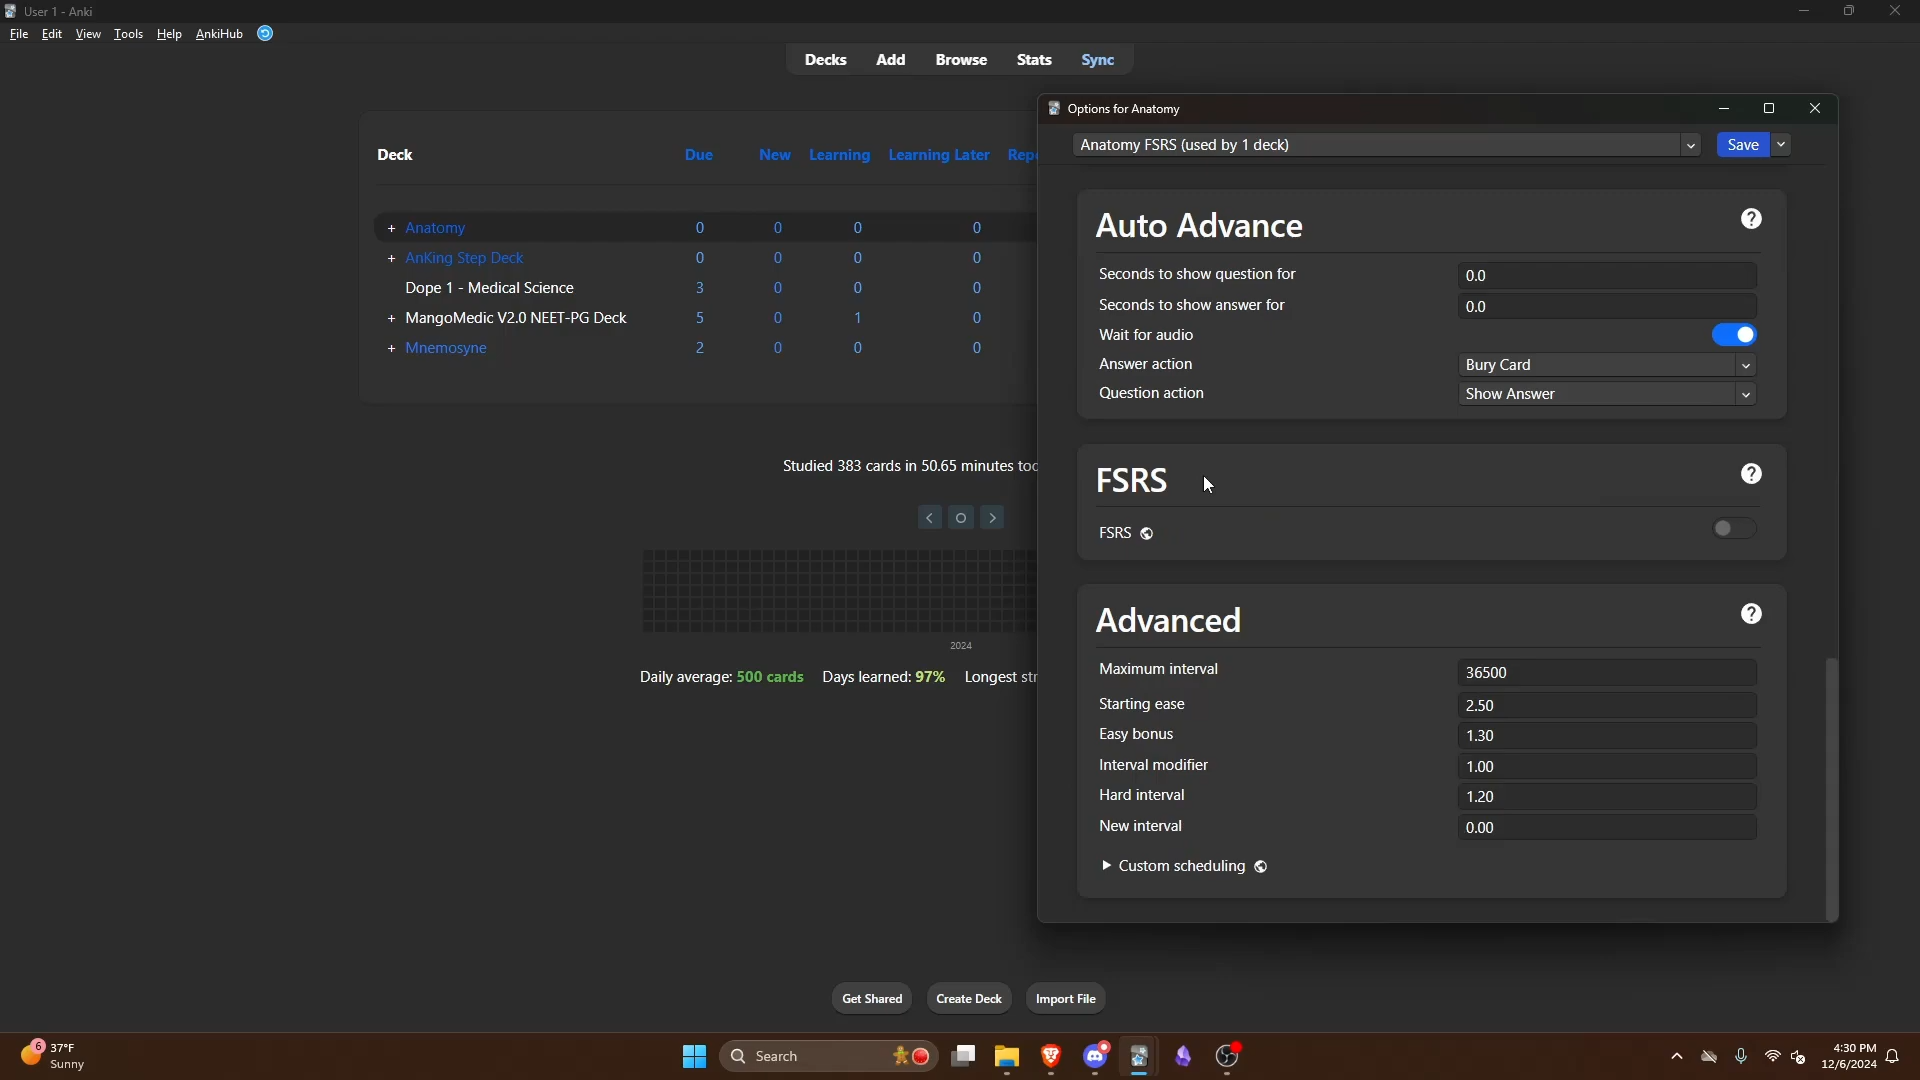 User 1 - Anki
File Edit View Tools Help AnkiHub
Decks Add Browse Stats Sync
Deck Due New Learning Learning Later Rep
+ Anatomy 0 0 0 0
+ AnKing Step Deck 0 0 0 0
Dope 1 - Medical Science 3 0 0 0
+ MangoMedic V2.0 NEET-PG Deck 5 0 1 0
+ Mnemosyne 2 0 0 0
Studied 383 cards in 50.65 minutes to
2024
Daily average: 500 cards Days learned: 97% Longest str
Get Shared Create Deck Import File
Options for Anatomy
Anatomy FSRS (used by 1 deck) Save
Auto Advance
Seconds to show question for 0.0
Seconds to show answer for 0.0
Wait for audio
Answer action Bury Card
Question action Show Answer
FSRS
FSRS
Advanced
Maximum interval 36500
Starting ease 2.50
Easy bonus 1.30
Interval modifier 1.00
Hard interval 1.20
New interval 0.00
Custom scheduling
6 37°F
Sunny
Search
4:30 PM
12/6/2024